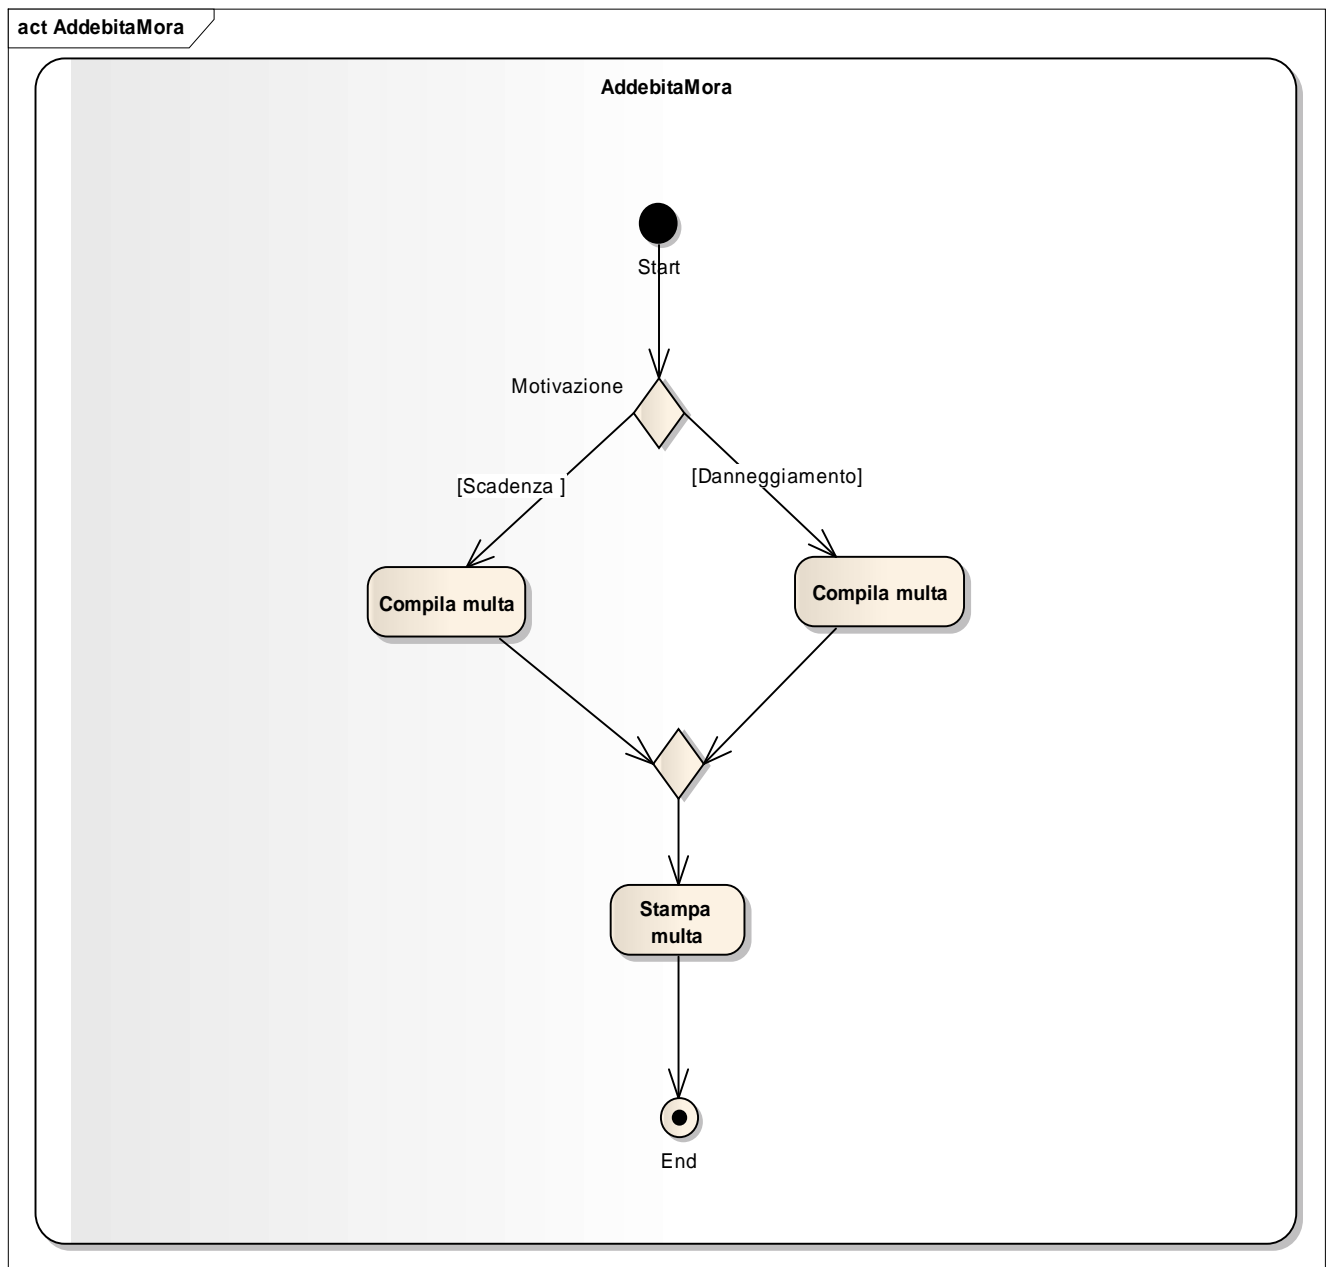 act AddebitaMora
AddebitaMora
Start
Motivazione
[Scadenza ]
[Danneggiamento]
Compila multa
Compila multa
Stampa
multa
End